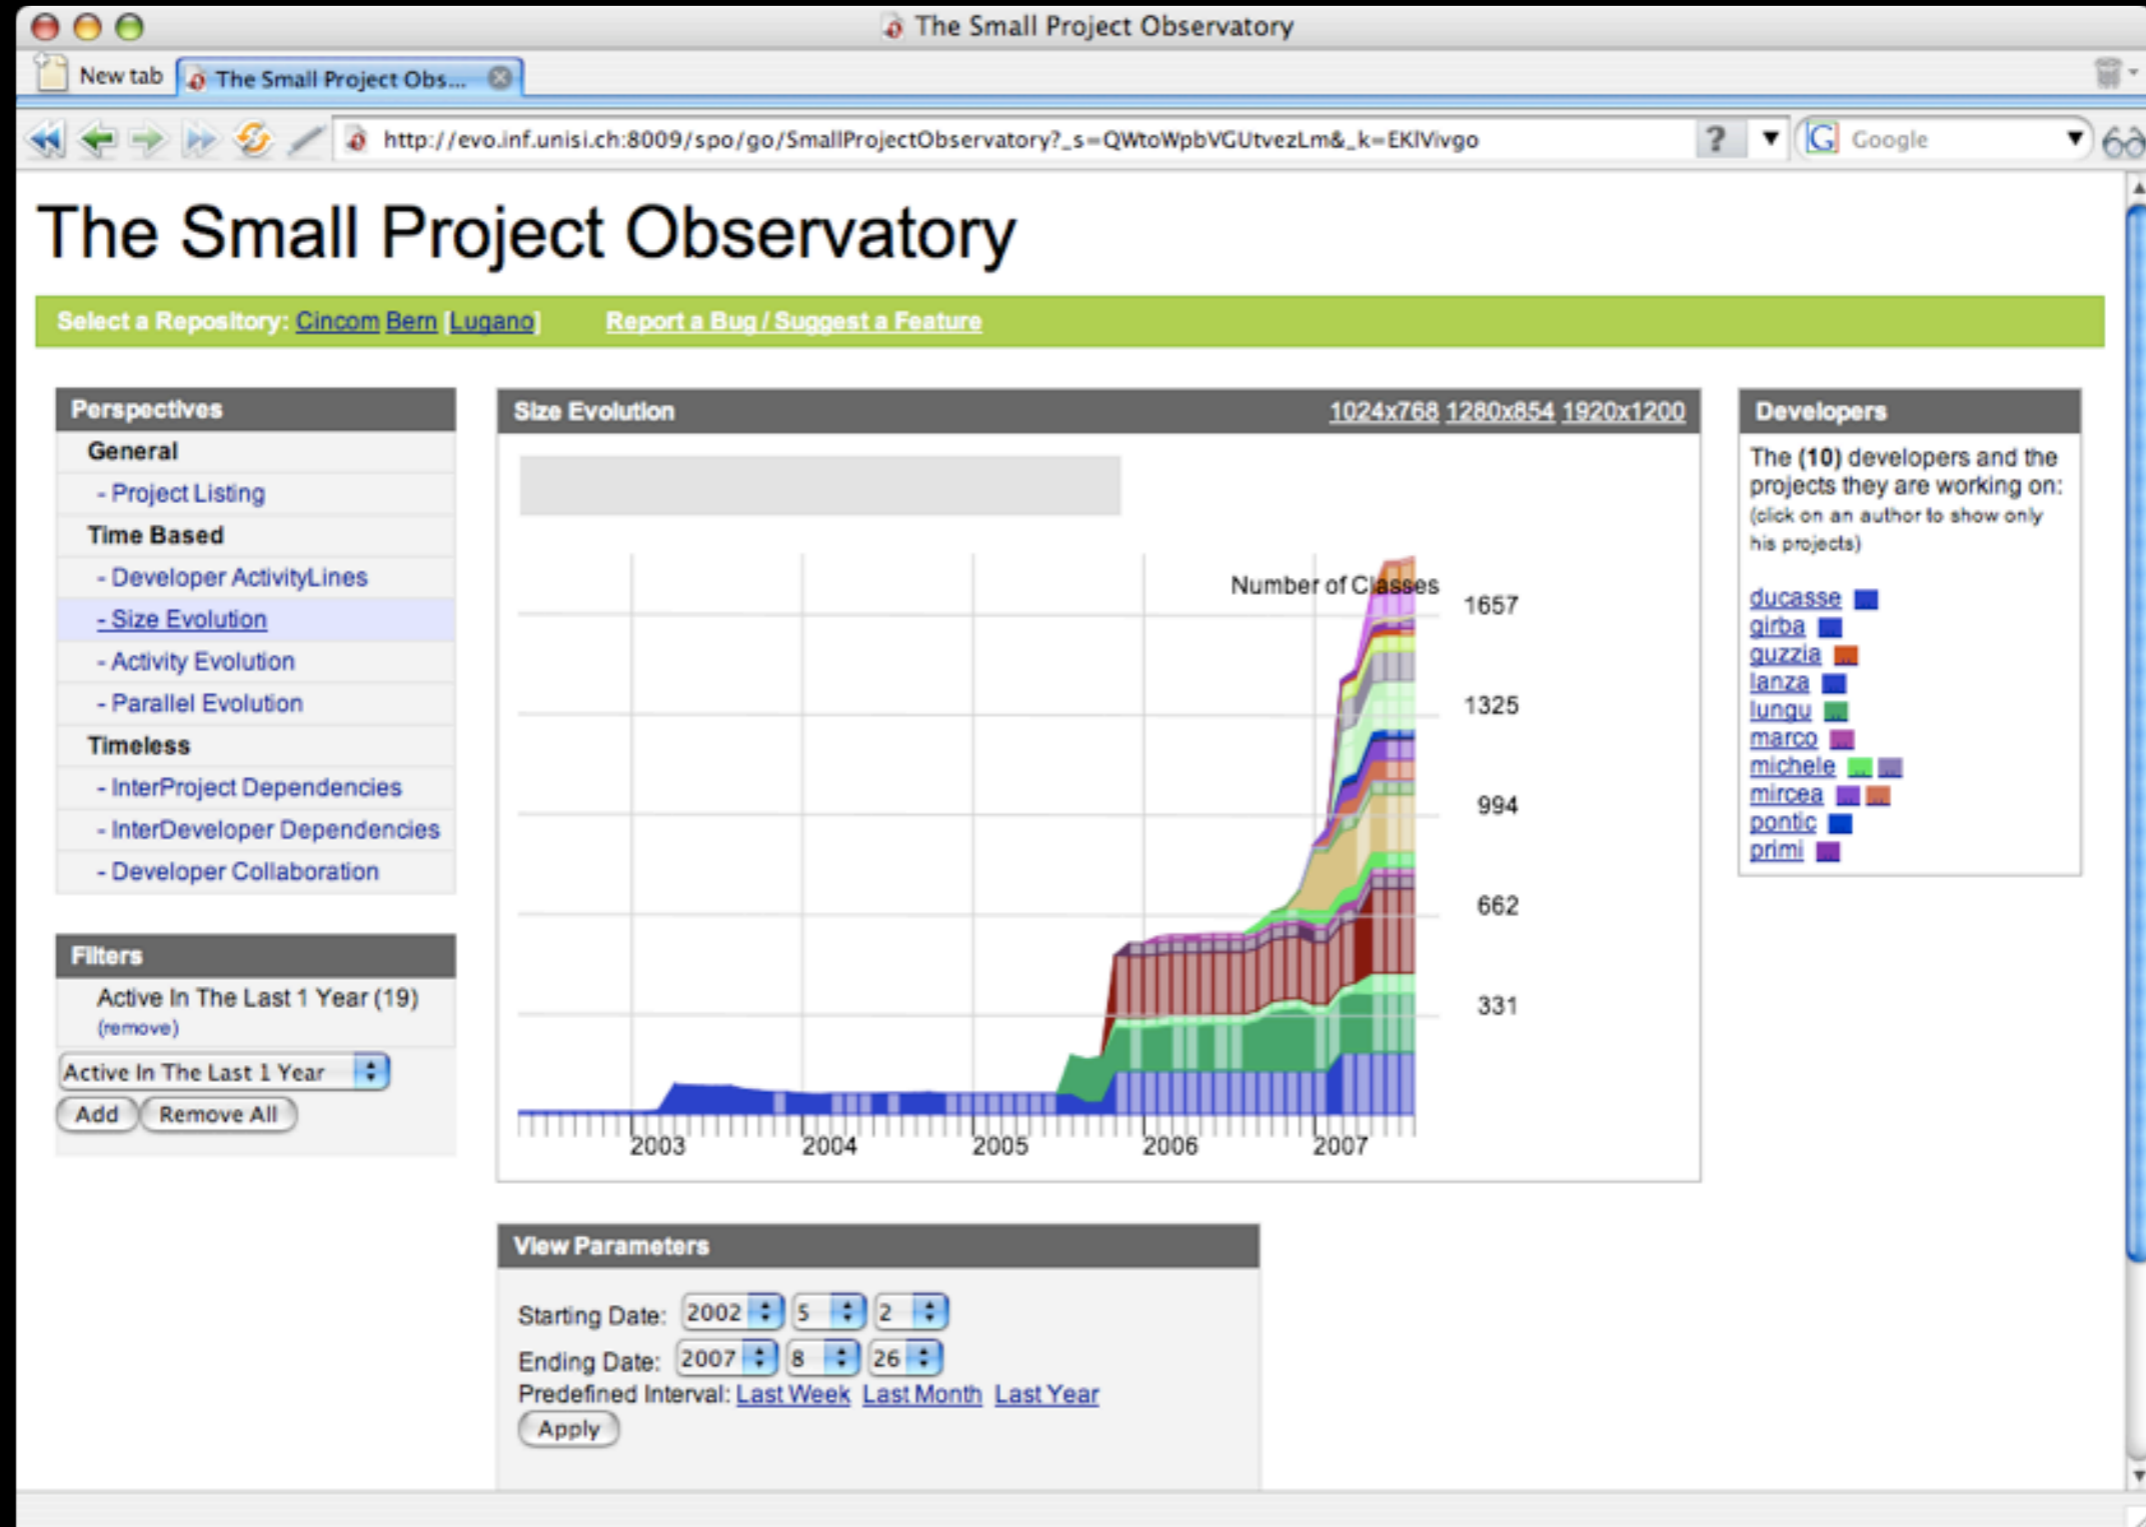 The Small Project Observatory
New tab
The Small Project Obs...
http://evo.inf.unisi.ch:8009/spo/go/SmallProjectObservatory?_s=QWtoWpbVGUtvezLm&_k=EKlVivgo
?
G Google
The Small Project Observatory
Select a Repository: Cincom Bern [Lugano]
Report a Bug / Suggest a Feature
Perspectives
General
- Project Listing
Time Based
- Developer ActivityLines
- Size Evolution
- Activity Evolution
- Parallel Evolution
Timeless
- InterProject Dependencies
- InterDeveloper Dependencies
- Developer Collaboration
Filters
Active In The Last 1 Year (19)
(remove)
Active In The Last 1 Year
Add
Remove All
Size Evolution
1024x768 1280x854 1920x1200
Number of Classes
1657
1325
994
662
331
2003
2004
2005
2006
2007
Developers
The (10) developers and the
projects they are working on:
(click on an author to show only
his projects)
ducasse
girba
guzzia
lanza
lungu
marco
michele
mircea
pontic
primi
View Parameters
Starting Date: 2002 5 2
Ending Date: 2007 8 26
Predefined Interval: Last Week Last Month Last Year
Apply